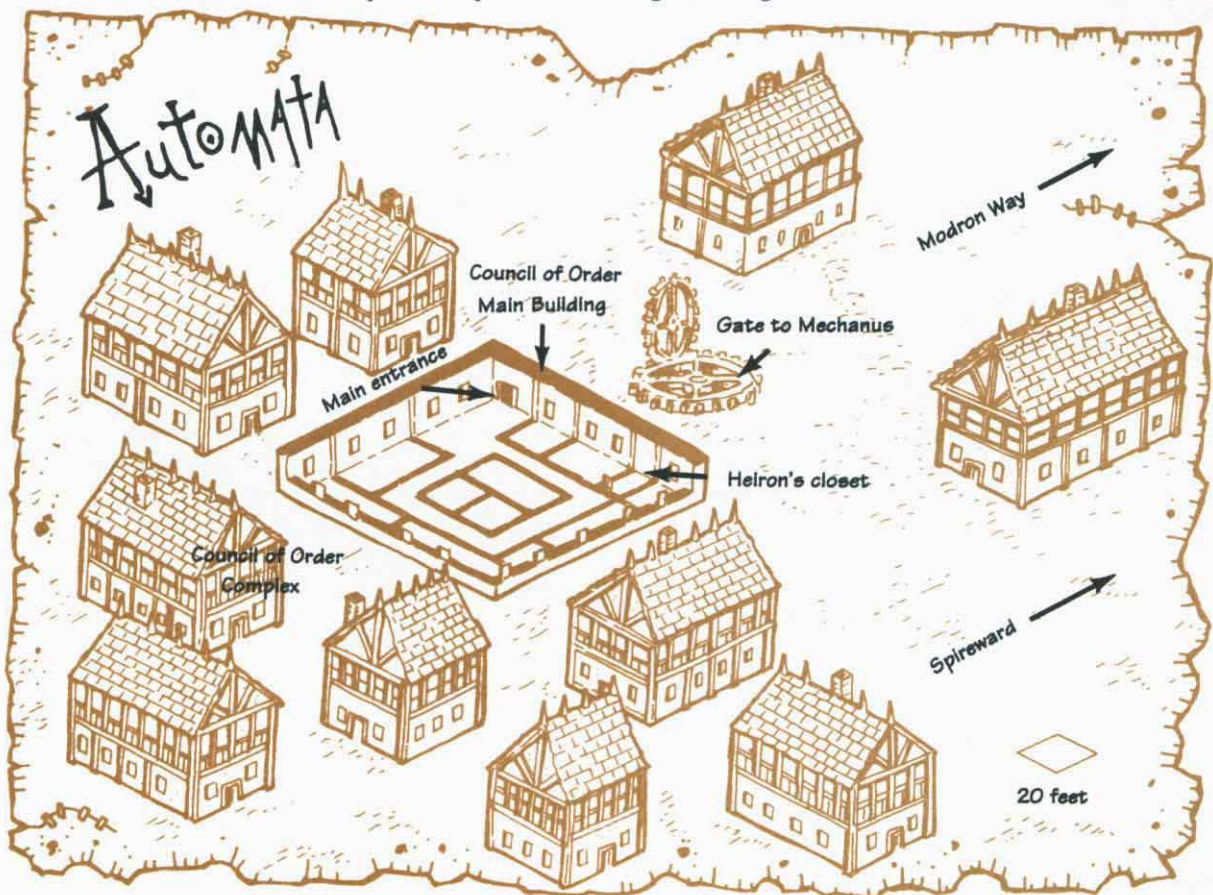 Automata
Modron Way
Council of Order
Main Building
Gate to Mechanus
Main entrance
Heiron's closet
Council of Order
Complex
Spireward
20 feet